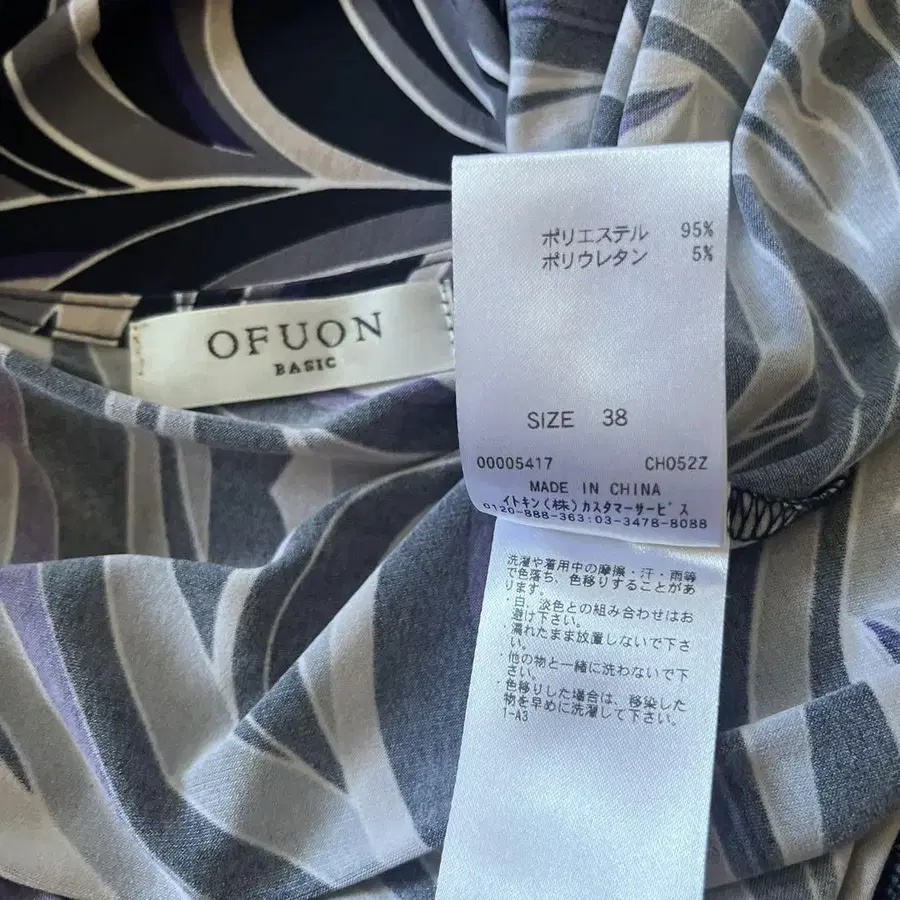 OFUON
BASIC
ポリエステル 95%
ポリウレタン 5%
SIZE 38
00005417 CH052Z
MADE IN CHINA
イトキン(株)カスタマーサービス
0120-888-363:03-3478-8088
洗濯や着用中の摩擦・汗・雨等
で色落ち、色移りすることがあ
ります。
・白、淡色との組み合わせはお
避け下さい。
濡れたまま放置しないで下さ
い。
・他の物と一緒に洗わないで下
さい。
・色移りした場合は、移染した
物を早めに洗濯して下さい。
T-A3